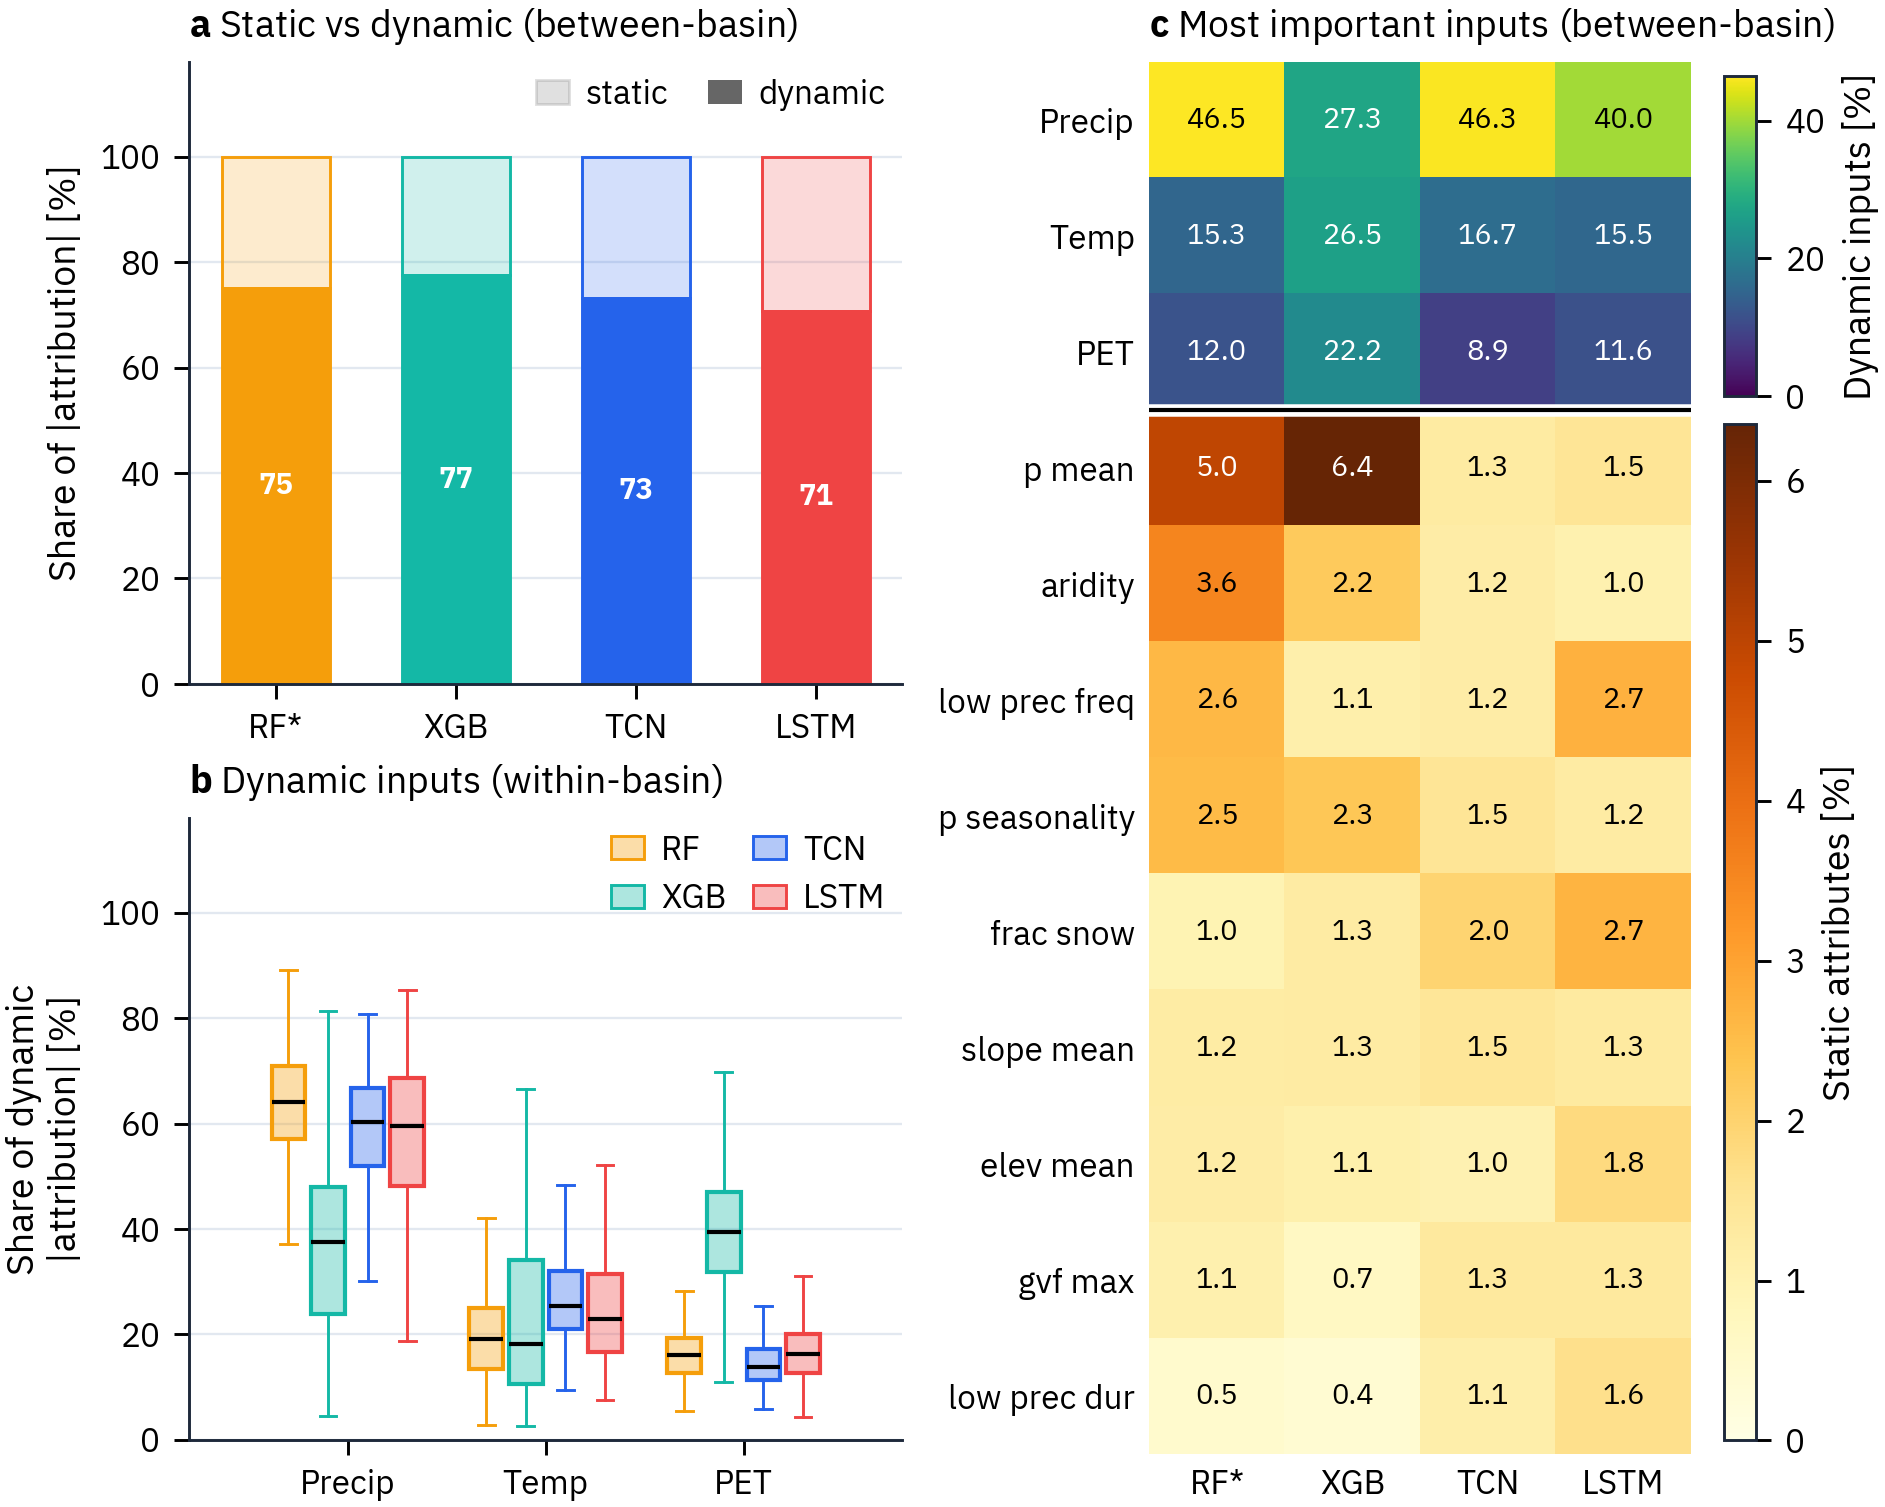 a Static vs dynamic (between-basin)
static
dynamic
Share of |attribution| [%]
100
80
60
40
20
0
75
77
73
71
RF*
XGB
TCN
LSTM
b Dynamic inputs (within-basin)
RF
TCN
XGB
LSTM
Share of dynamic
|attribution| [%]
100
80
60
40
20
0
Precip
Temp
PET
c Most important inputs (between-basin)
Precip 46.5 27.3 46.3 40.0
Temp 15.3 26.5 16.7 15.5
PET 12.0 22.2 8.9 11.6
p mean 5.0 6.4 1.3 1.5
aridity 3.6 2.2 1.2 1.0
low prec freq 2.6 1.1 1.2 2.7
p seasonality 2.5 2.3 1.5 1.2
frac snow 1.0 1.3 2.0 2.7
slope mean 1.2 1.3 1.5 1.3
elev mean 1.2 1.1 1.0 1.8
gvf max 1.1 0.7 1.3 1.3
low prec dur 0.5 0.4 1.1 1.6
RF* XGB TCN LSTM
40
20
0
Dynamic inputs [%]
6
5
4
3
2
1
0
Static attributes [%]